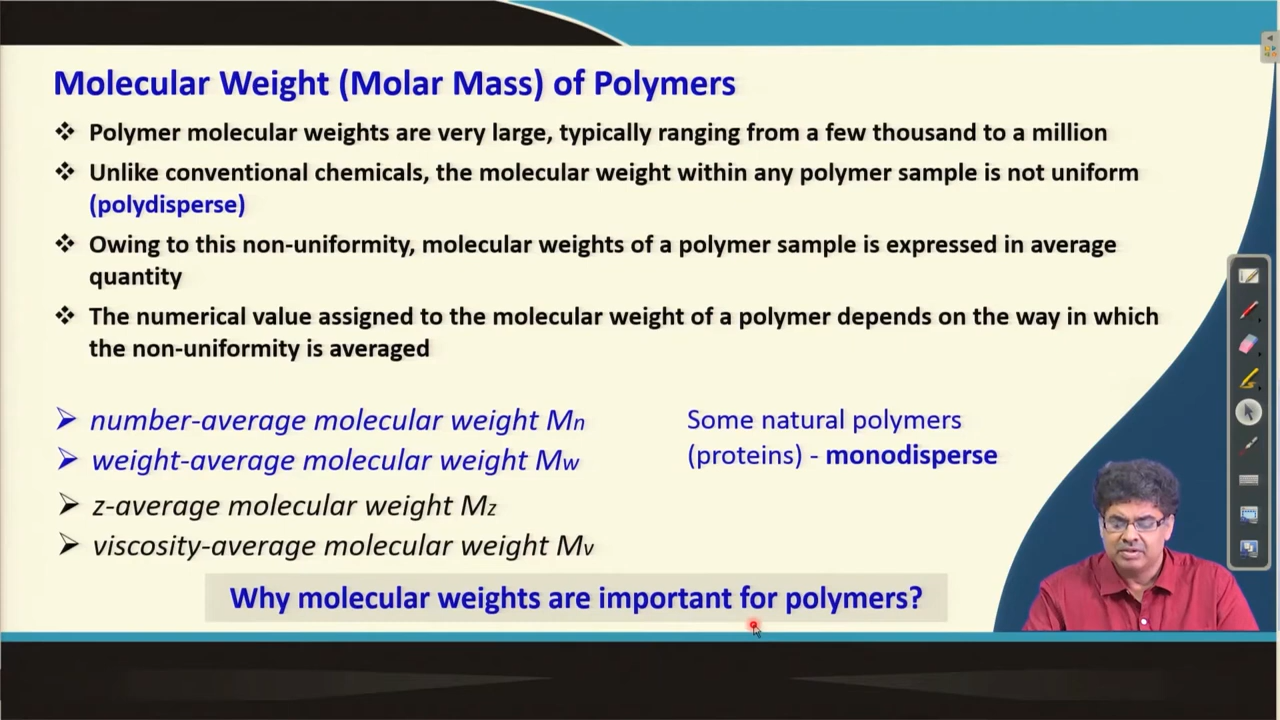 Molecular Weight (Molar Mass) of Polymers
❖ Polymer molecular weights are very large, typically ranging from a few thousand to a million
❖ Unlike conventional chemicals, the molecular weight within any polymer sample is not uniform
(polydisperse)
❖ Owing to this non-uniformity, molecular weights of a polymer sample is expressed in average
quantity
❖ The numerical value assigned to the molecular weight of a polymer depends on the way in which
the non-uniformity is averaged
➢ number-average molecular weight Mn
➢ weight-average molecular weight Mw
➢ z-average molecular weight Mz
➢ viscosity-average molecular weight Mv
Some natural polymers
(proteins) - monodisperse
Why molecular weights are important for polymers?